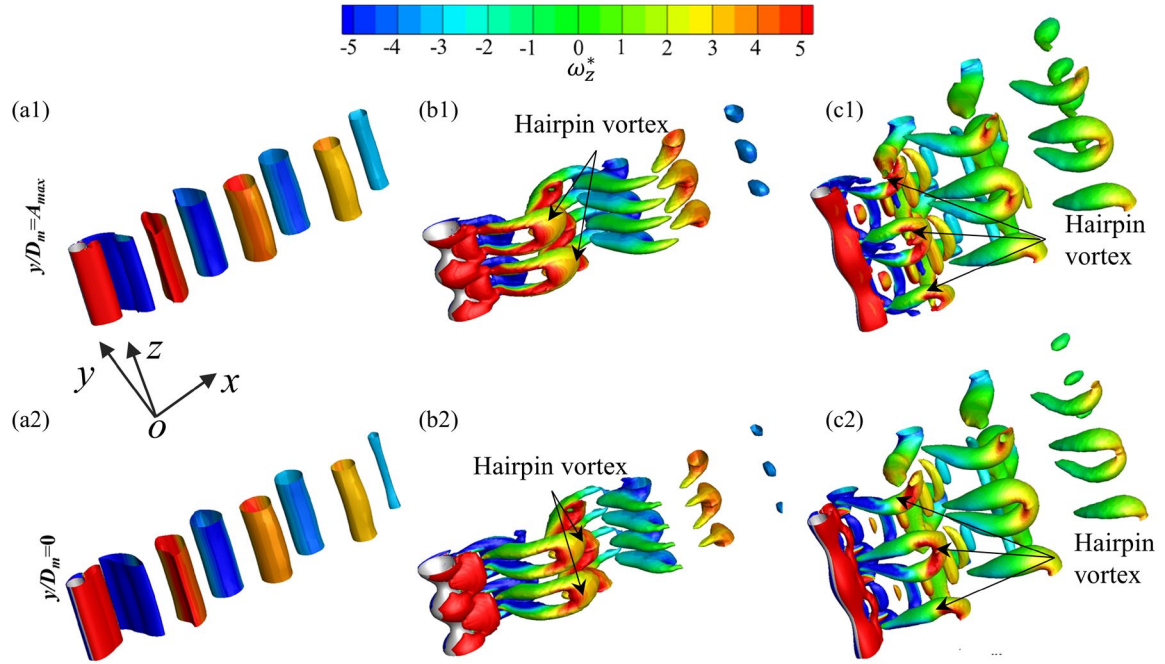 -5 -4 -3 -2 -1 0 1 2 3 4 5
ω*z
(a1)
(b1)
(c1)
Hairpin vortex
Hairpin
vortex
y/Dm=Amax
y
z
x
o
(a2)
(b2)
(c2)
Hairpin vortex
Hairpin
vortex
y/Dm=0